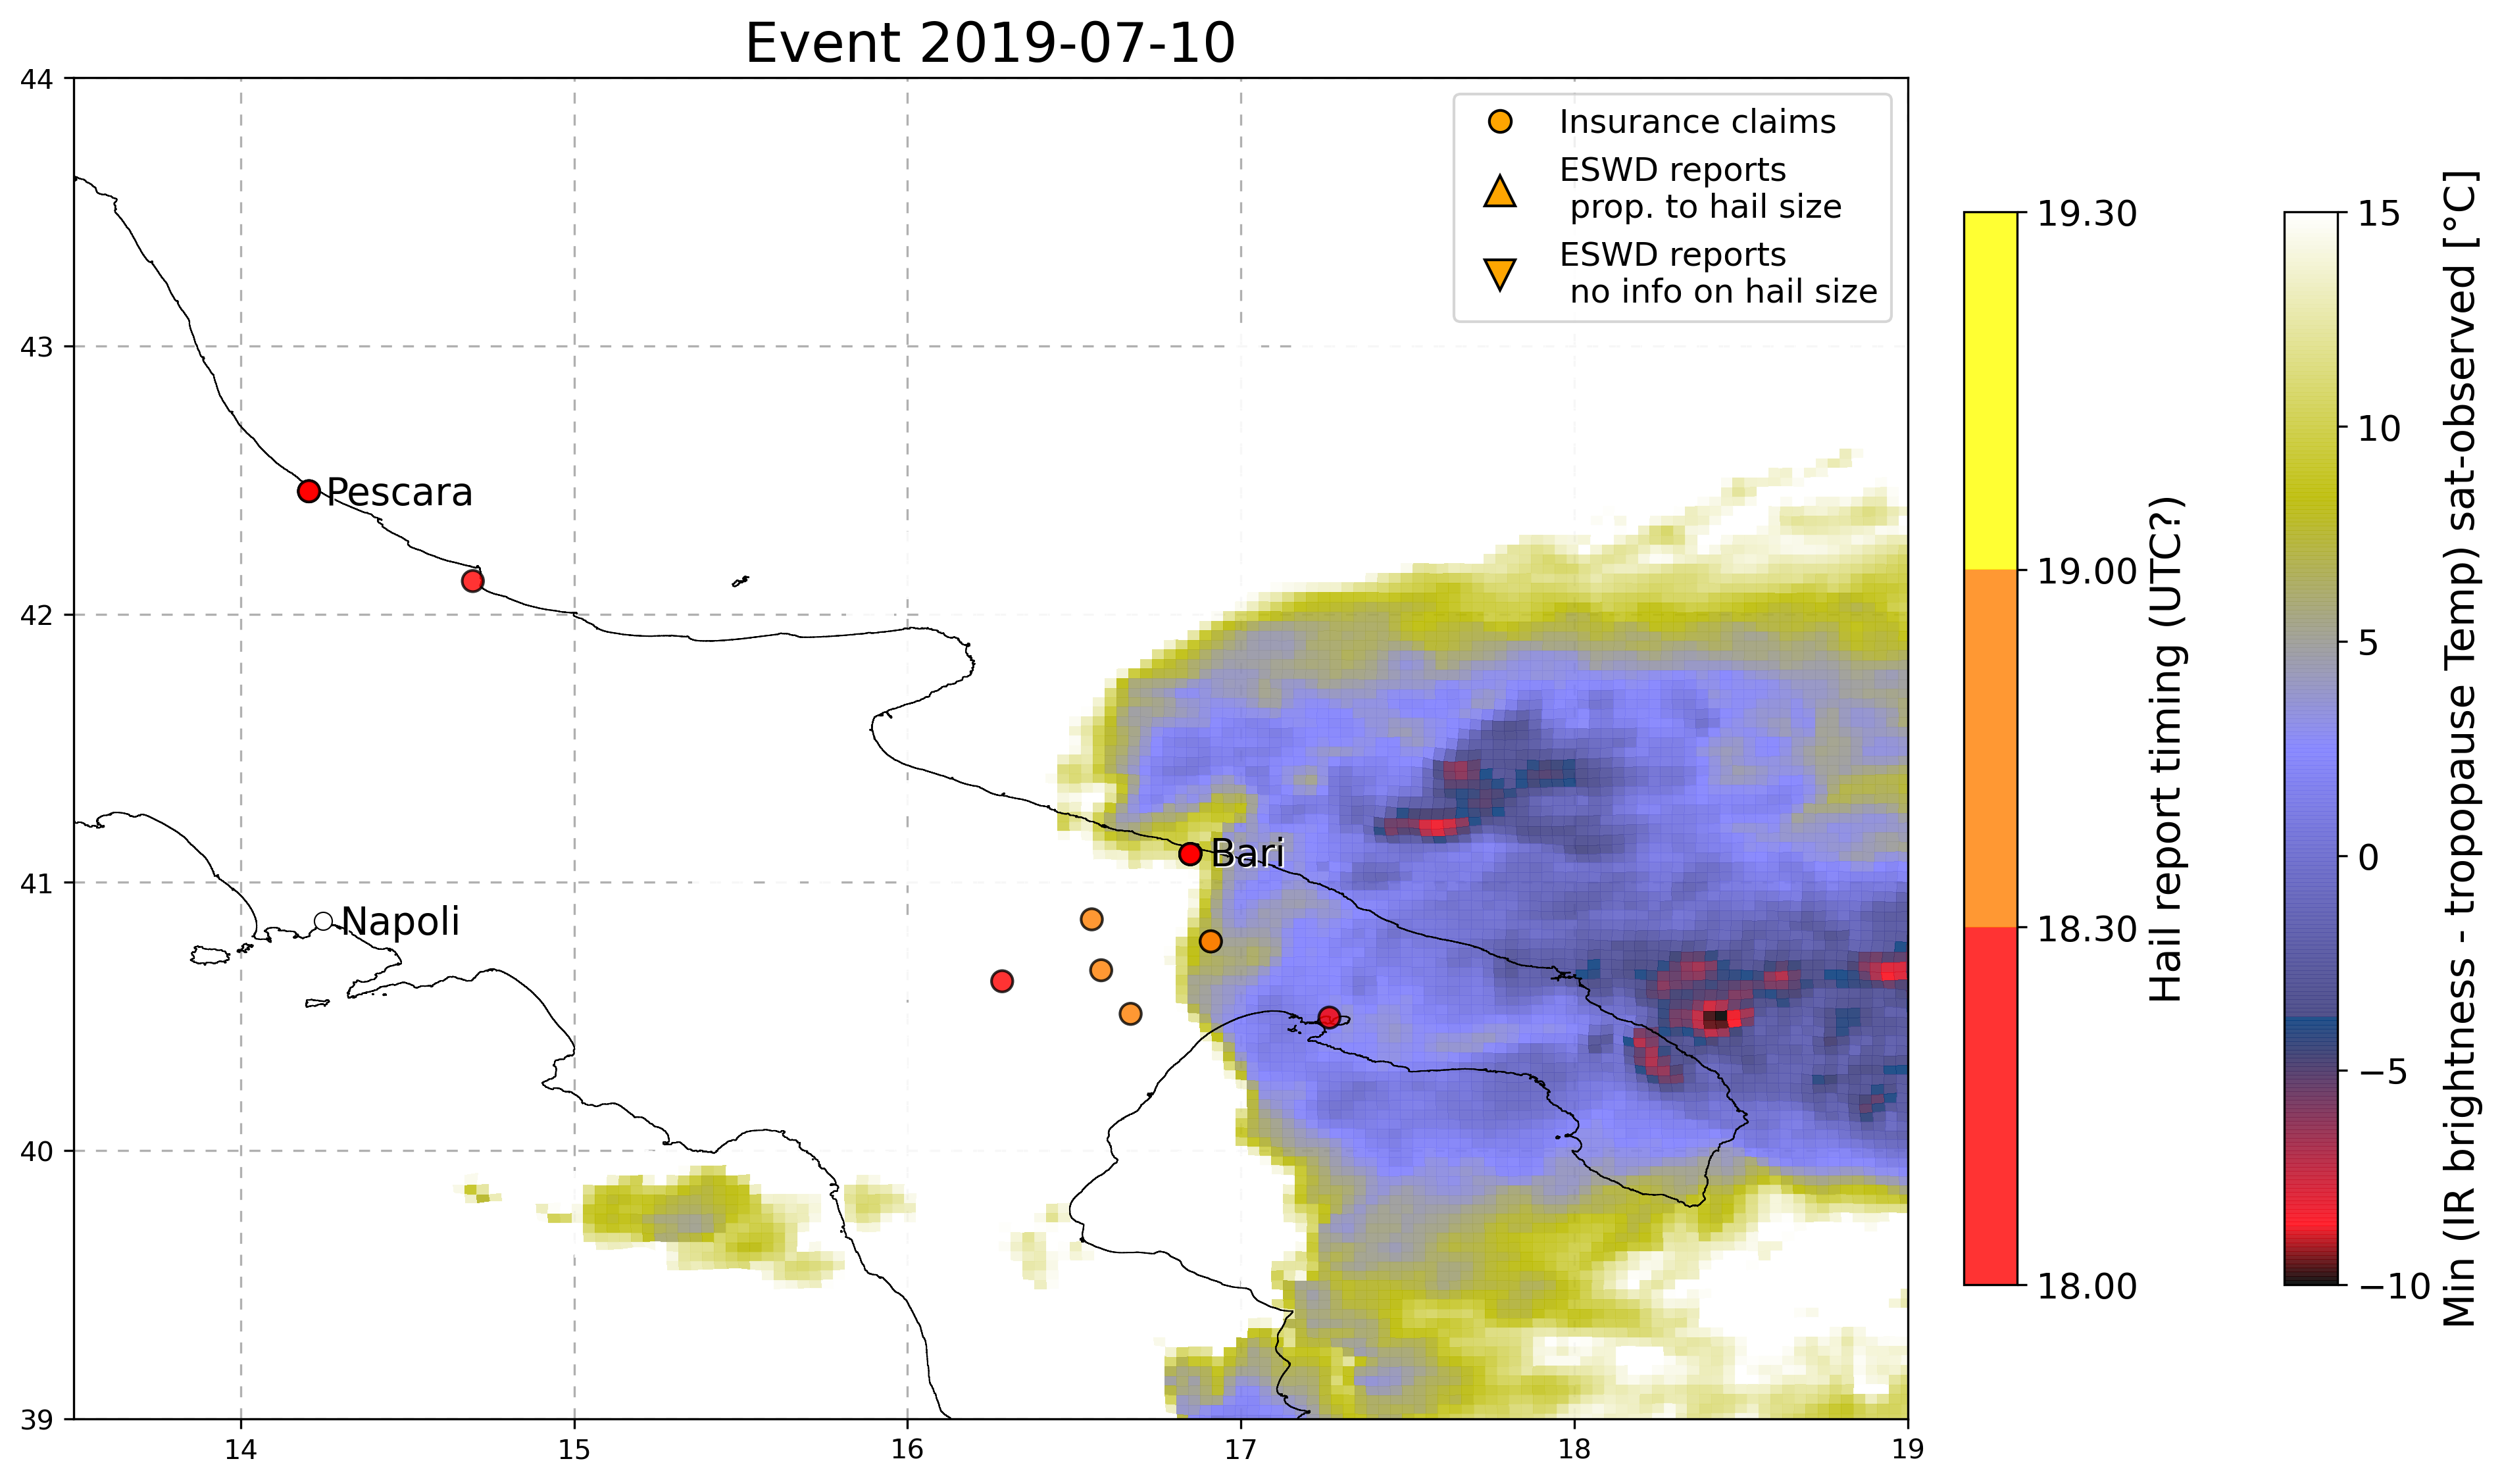 Event 2019-07-10
44
43
42
41
40
39
14
15
16
17
18
19
Insurance claims
ESWD reports
prop. to hail size
ESWD reports
no info on hail size
Pescara
Bari
Napoli
19.30
19.00
18.30
18.00
Hail report timing (UTC?)
15
10
5
0
−5
−10
Min (IR brightness - tropopause Temp) sat-observed [°C]